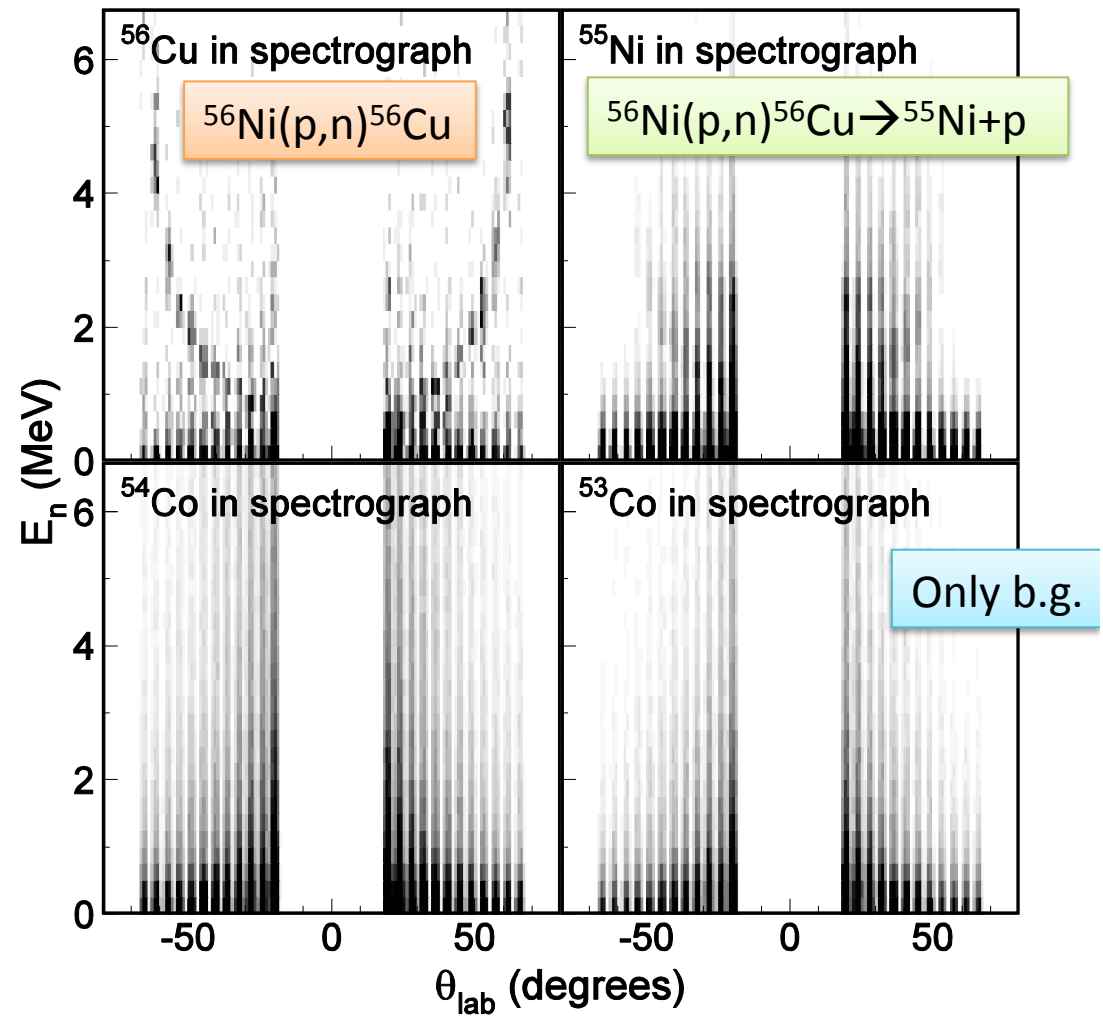 ⁵⁶Cu in spectrograph
⁵⁶Ni(p,n)⁵⁶Cu
⁵⁵Ni in spectrograph
⁵⁶Ni(p,n)⁵⁶Cu→⁵⁵Ni+p
6
4
2
0
⁵⁴Co in spectrograph
⁵³Co in spectrograph
Only b.g.
6
4
2
0
Eₙ (MeV)
-50
0
50
-50
0
50
θ_lab (degrees)